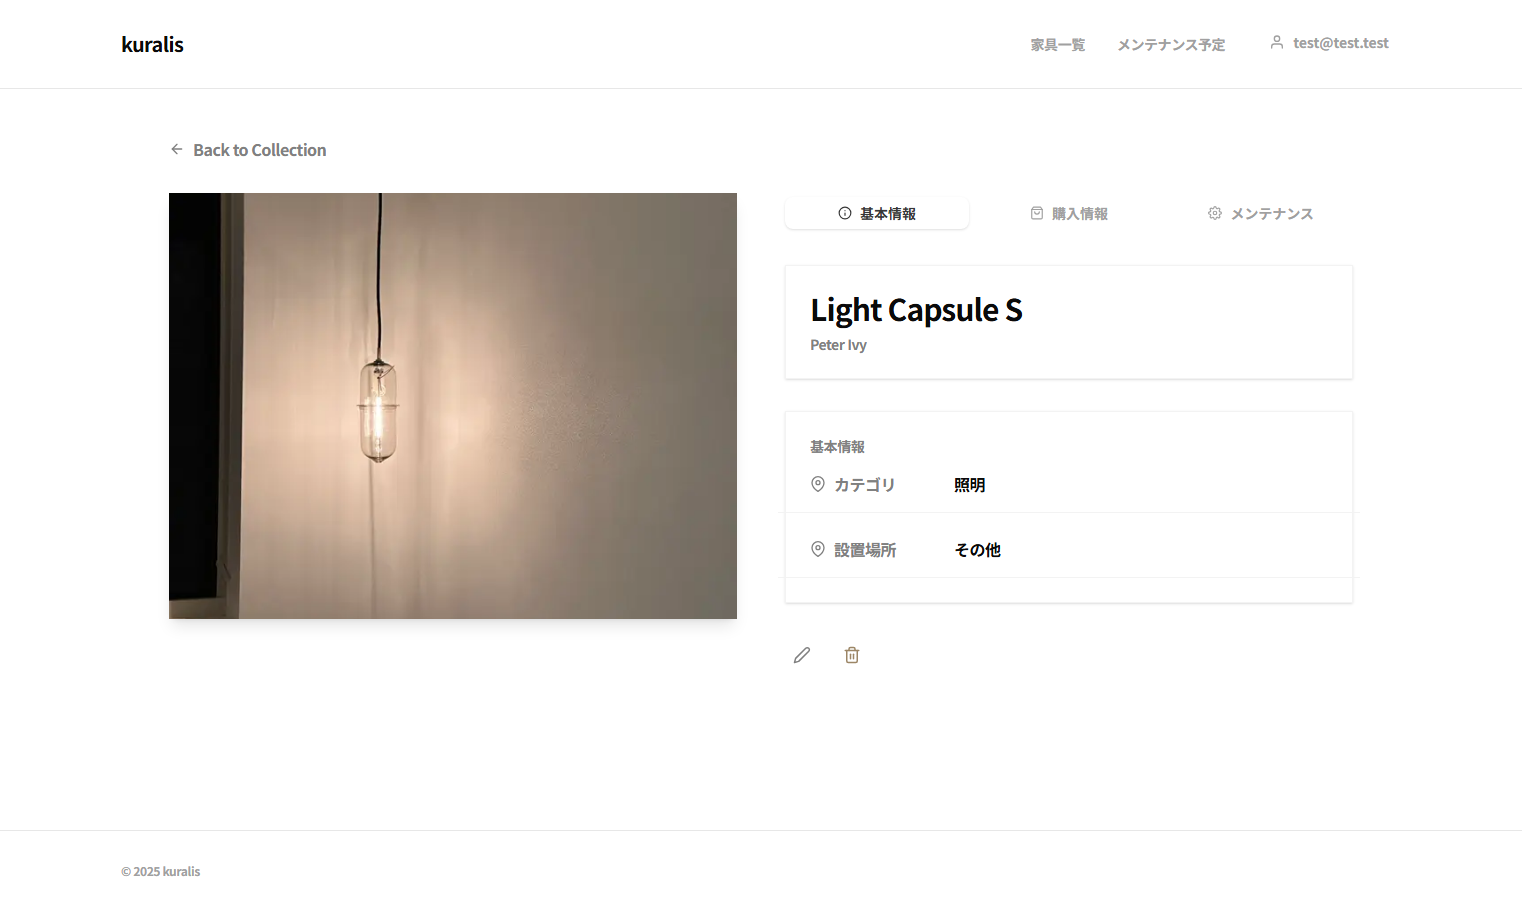 kuralis
家具一覧
メンテナンス予定
test@test.test
Back to Collection
基本情報
購入情報
メンテナンス
Light Capsule S
Peter Ivy
基本情報
カテゴリ 照明
設置場所 その他
© 2025 kuralis